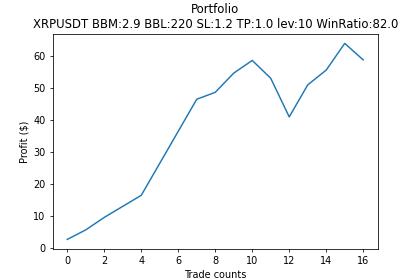 Portfolio
XRPUSDT BBM:2.9 BBL:220 SL:1.2 TP:1.0 lev:10 WinRatio:82.0
60
50
40
30
20
10
0
Profit ($)
0 2 4 6 8 10 12 14 16
Trade counts